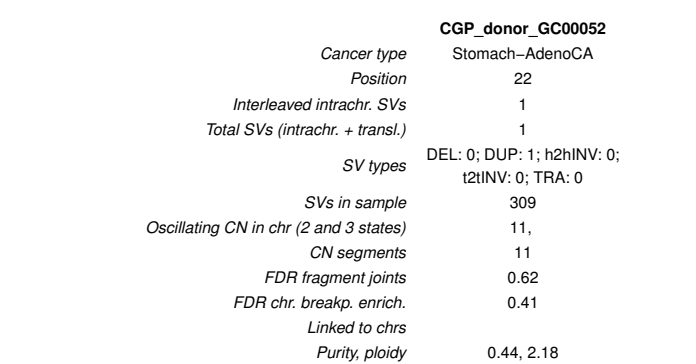 CGP_donor_GC00052
Cancer type Stomach−AdenoCA
Position 22
Interleaved intrachr. SVs 1
Total SVs (intrachr. + transl.) 1
SV types DEL: 0; DUP: 1; h2hINV: 0;
t2tINV: 0; TRA: 0
SVs in sample 309
Oscillating CN in chr (2 and 3 states) 11,
CN segments 11
FDR fragment joints 0.62
FDR chr. breakp. enrich. 0.41
Linked to chrs
Purity, ploidy 0.44, 2.18